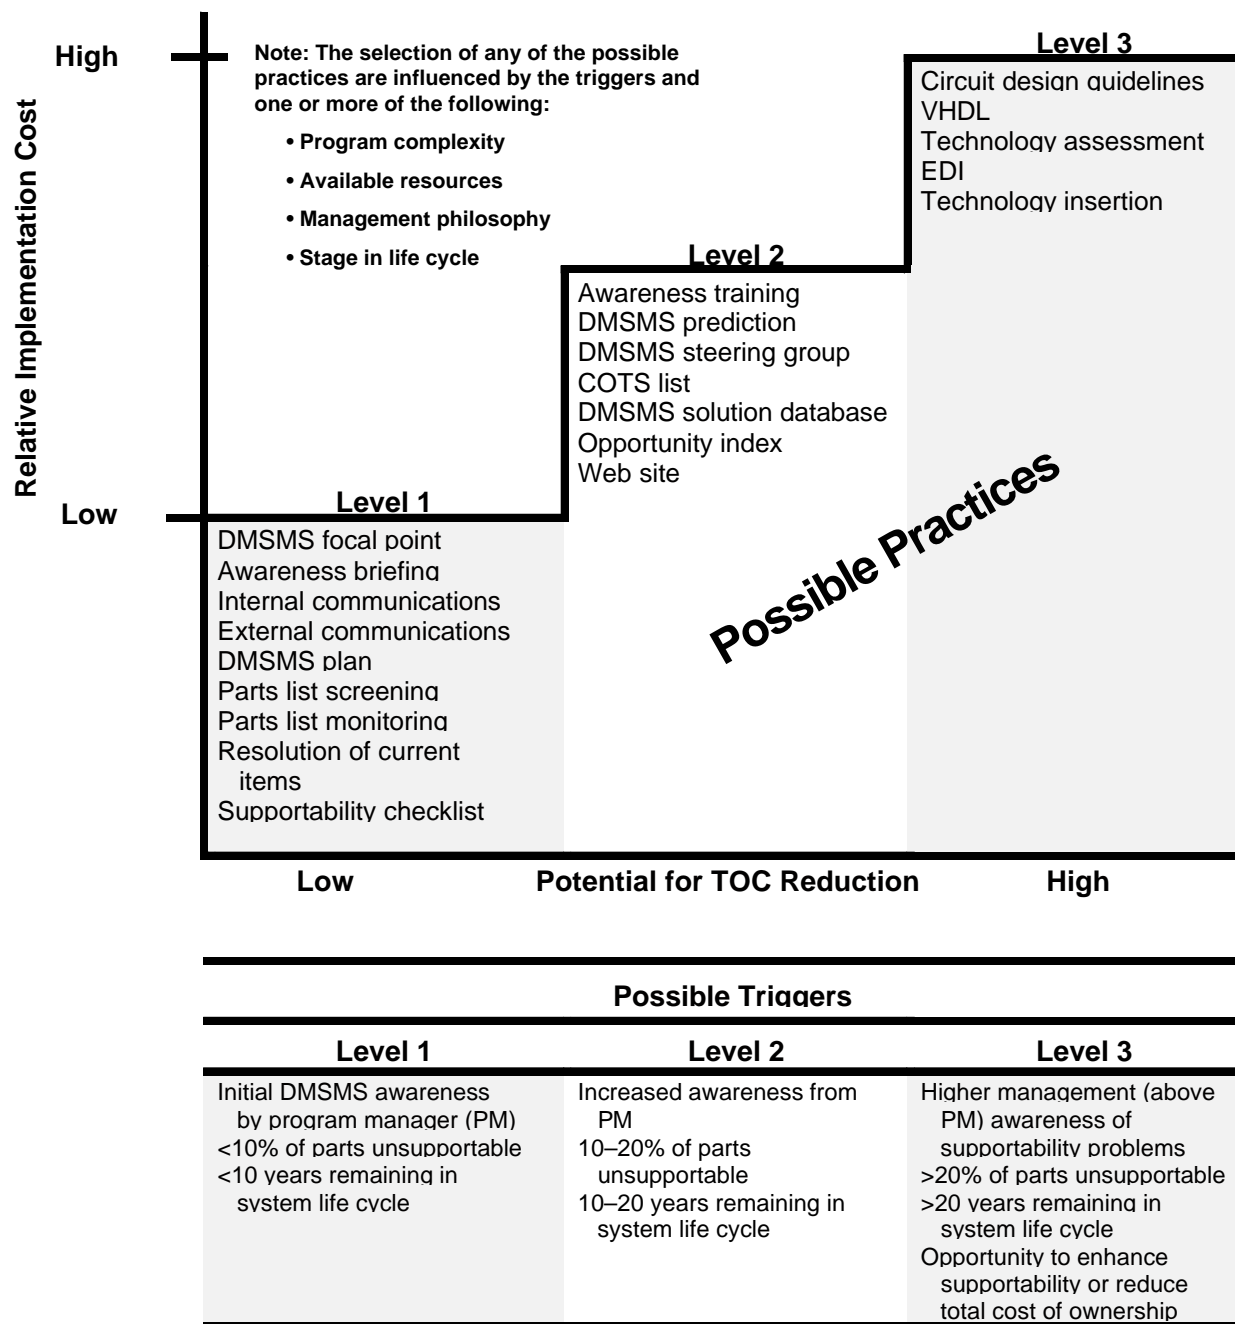 High
Relative Implementation Cost
Low
Note: The selection of any of the possible
practices are influenced by the triggers and
one or more of the following:
• Program complexity
• Available resources
• Management philosophy
• Stage in life cycle
Level 3
Circuit design guidelines
VHDL
Technology assessment
EDI
Technology insertion
Level 2
Awareness training
DMSMS prediction
DMSMS steering group
COTS list
DMSMS solution database
Opportunity index
Web site
Possible Practices
Level 1
DMSMS focal point
Awareness briefing
Internal communications
External communications
DMSMS plan
Parts list screening
Parts list monitoring
Resolution of current
items
Supportability checklist
Low
Potential for TOC Reduction
High
Possible Triggers
Level 1
Level 2
Level 3
Initial DMSMS awareness
by program manager (PM)
<10% of parts unsupportable
<10 years remaining in
system life cycle
Increased awareness from
PM
10–20% of parts
unsupportable
10–20 years remaining in
system life cycle
Higher management (above
PM) awareness of
supportability problems
>20% of parts unsupportable
>20 years remaining in
system life cycle
Opportunity to enhance
supportability or reduce
total cost of ownership